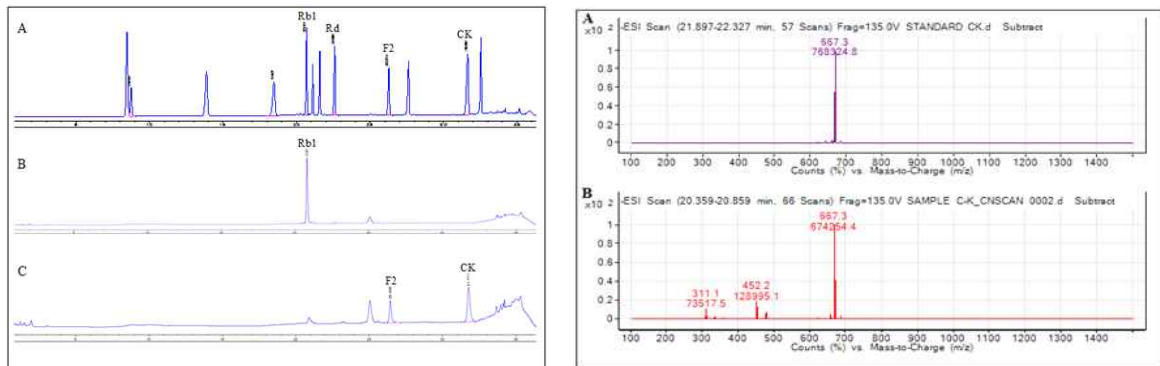 A
Rb1
Rd
F2
CK
B
Rb1
C
F2
CK
A
x10 2
-ESI Scan (21.897-22.327 min, 57 Scans) Frag=135.0V STANDARD CK.d Subtract
1
0.8
0.6
0.4
0.2
0
667.3
768324.8
100 200 300 400 500 600 700 800 900 1000 1100 1200 1300 1400
Counts (%) vs. Mass-to-Charge (m/z)
B
x10 2
-ESI Scan (20.359-20.859 min, 66 Scans) Frag=135.0V SAMPLE C-K_CNSCAN 0002.d Subtract
1
0.8
0.6
0.4
0.2
0
667.3
674254.4
452.2
128995.1
311.1
73517.5
100 200 300 400 500 600 700 800 900 1000 1100 1200 1300 1400
Counts (%) vs. Mass-to-Charge (m/z)